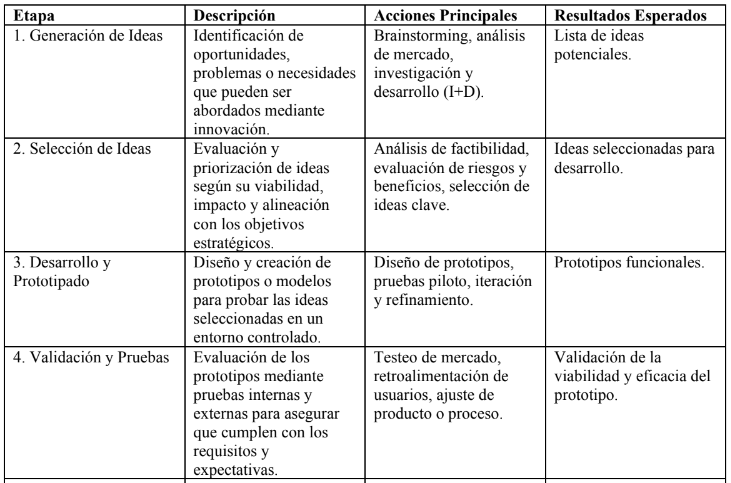 Etapa
Descripción
Acciones Principales
Resultados Esperados
1. Generación de Ideas
Identificación de
oportunidades,
problemas o necesidades
que pueden ser
abordados mediante
innovación.
Brainstorming, análisis
de mercado,
investigación y
desarrollo (I+D).
Lista de ideas
potenciales.
2. Selección de Ideas
Evaluación y
priorización de ideas
según su viabilidad,
impacto y alineación
con los objetivos
estratégicos.
Análisis de factibilidad,
evaluación de riesgos y
beneficios, selección de
ideas clave.
Ideas seleccionadas para
desarrollo.
3. Desarrollo y
Prototipado
Diseño y creación de
prototipos o modelos
para probar las ideas
seleccionadas en un
entorno controlado.
Diseño de prototipos,
pruebas piloto, iteración
y refinamiento.
Prototipos funcionales.
4. Validación y Pruebas
Evaluación de los
prototipos mediante
pruebas internas y
externas para asegurar
que cumplen con los
requisitos y
expectativas.
Testeo de mercado,
retroalimentación de
usuarios, ajuste de
producto o proceso.
Validación de la
viabilidad y eficacia del
prototipo.